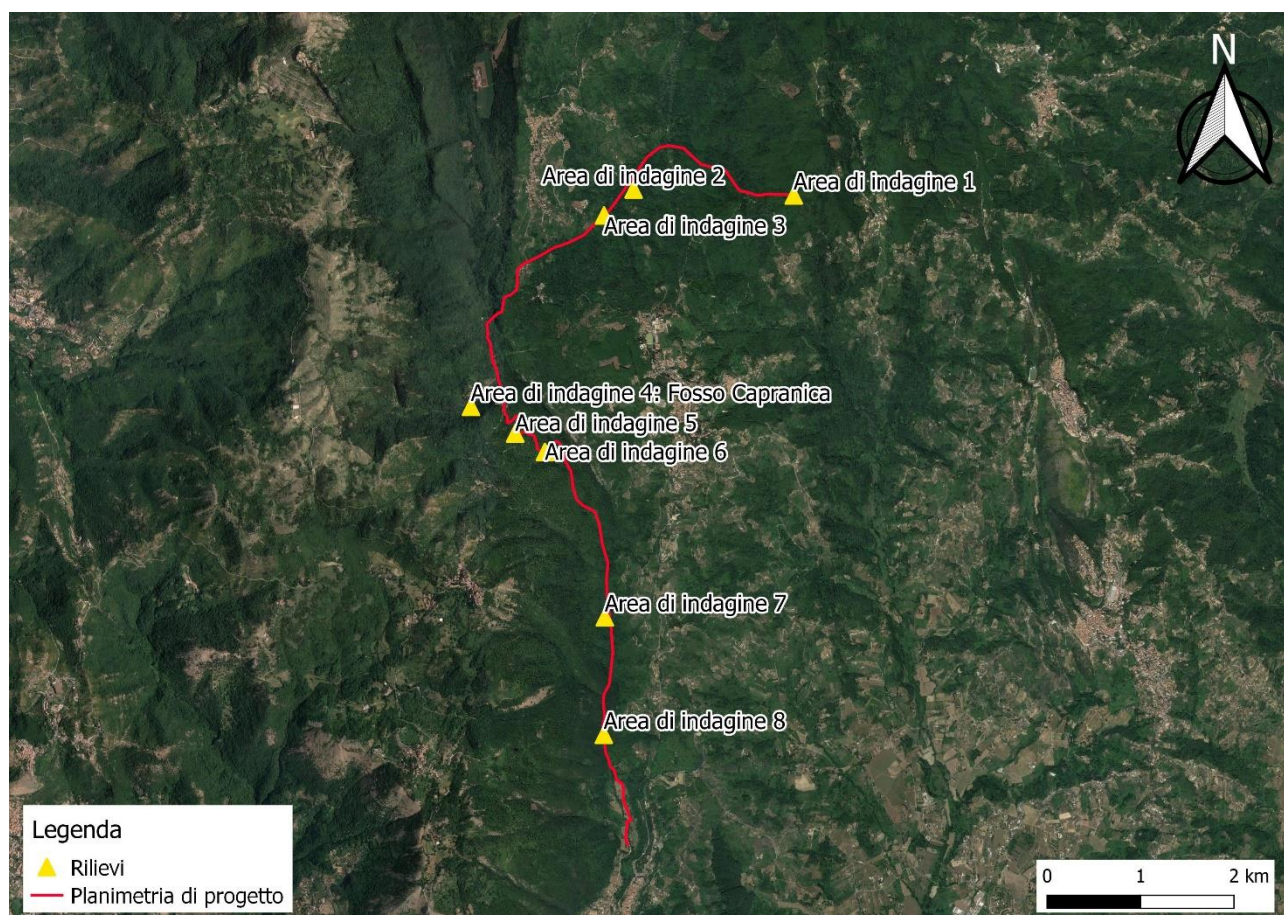 N
Area di indagine 2
Area di indagine 1
Area di indagine 3
Area di indagine 4: Fosso Capranica
Area di indagine 5
Area di indagine 6
Area di indagine 7
Area di indagine 8
Legenda
Rilievi
Planimetria di progetto
0 1 2 km